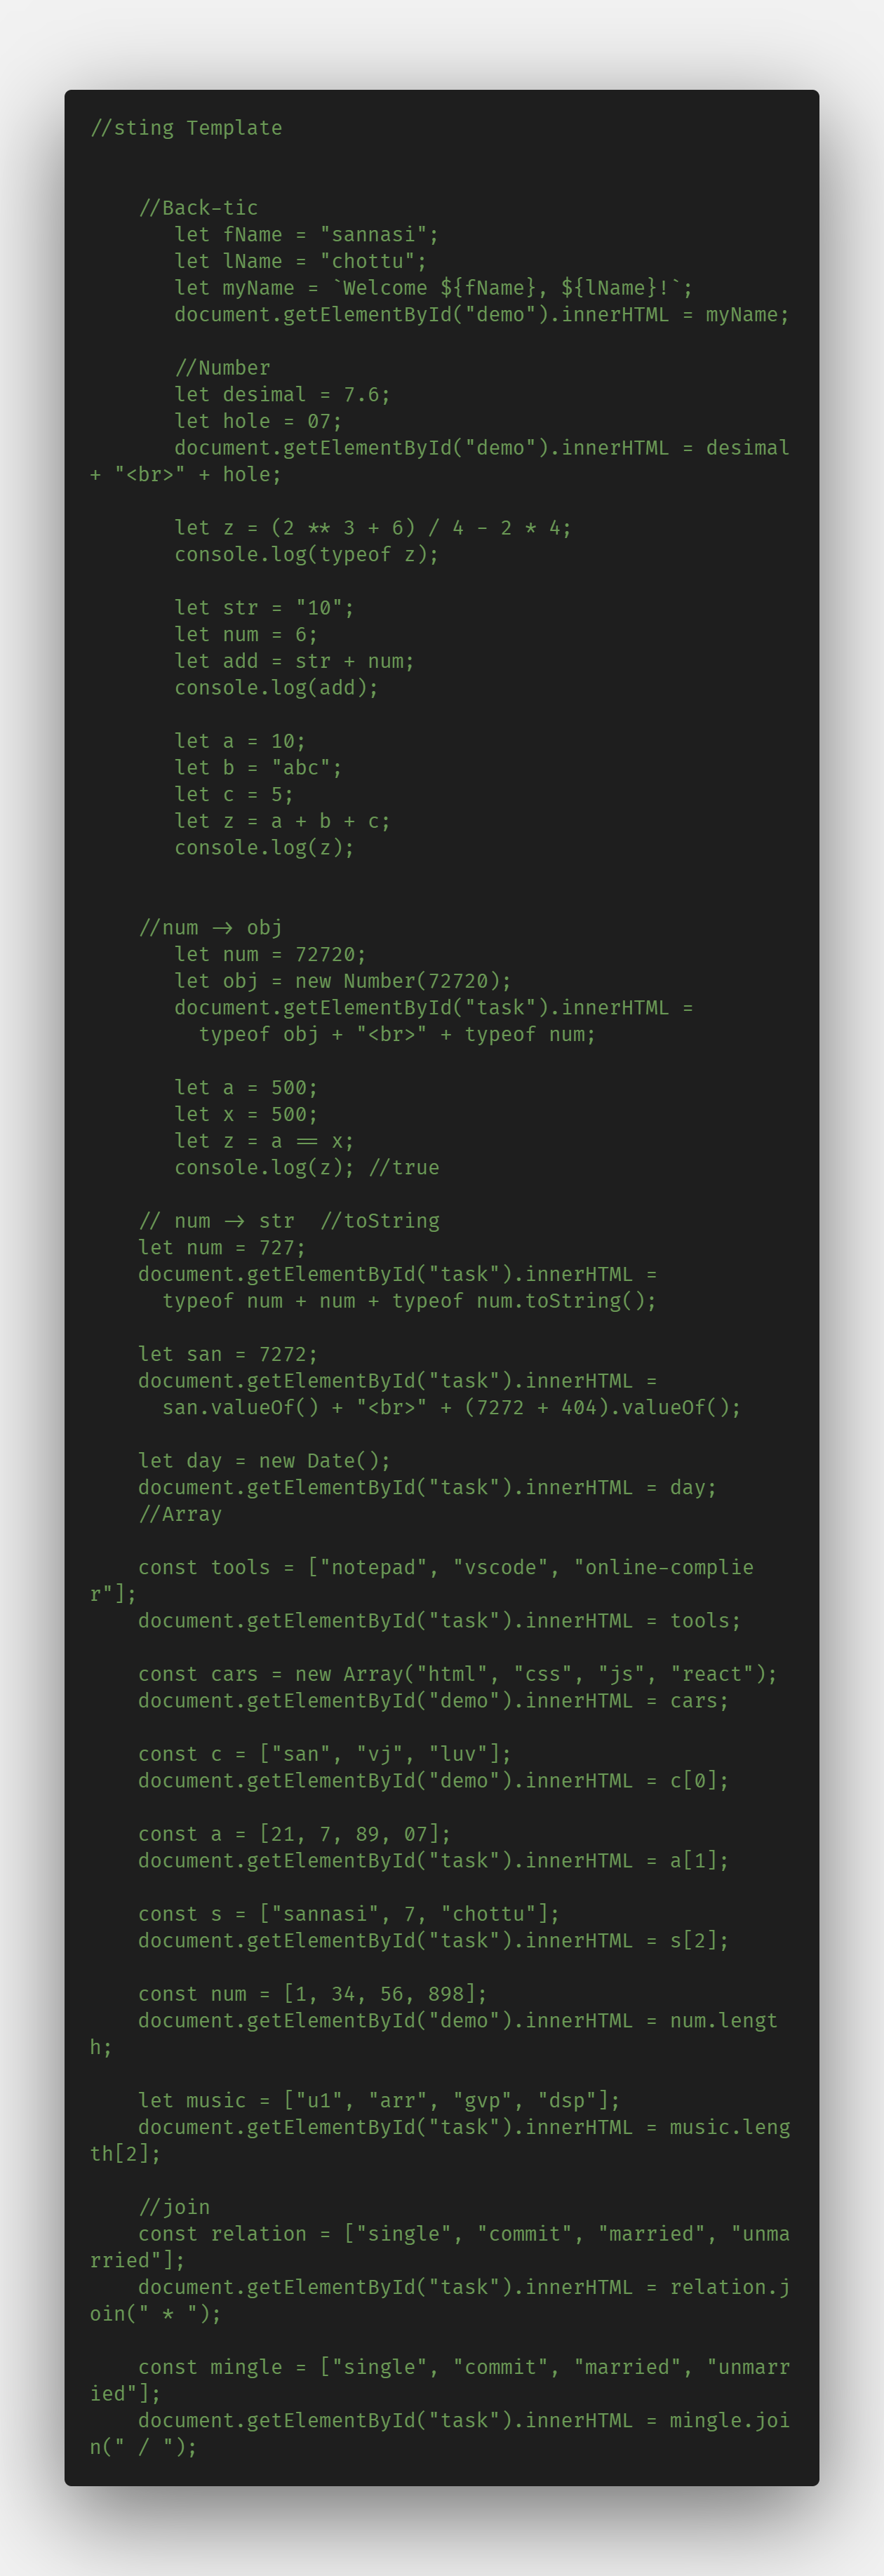 //sting Template
//Back-tic
let fName = "sannasi";
let lName = "chottu";
let myName = `Welcome ${fName}, ${lName}!`;
document.getElementById("demo").innerHTML = myName;
//Number
let desimal = 7.6;
let hole = 07;
document.getElementById("demo").innerHTML = desimal
+ "<br>" + hole;
let z = (2 ** 3 + 6) / 4 - 2 * 4;
console.log(typeof z);
let str = "10";
let num = 6;
let add = str + num;
console.log(add);
let a = 10;
let b = "abc";
let c = 5;
let z = a + b + c;
console.log(z);
//num -> obj
let num = 72720;
let obj = new Number(72720);
document.getElementById("task").innerHTML =
typeof obj + "<br>" + typeof num;
let a = 500;
let x = 500;
let z = a == x;
console.log(z); //true
// num -> str  //toString
let num = 727;
document.getElementById("task").innerHTML =
typeof num + num + typeof num.toString();
let san = 7272;
document.getElementById("task").innerHTML =
san.valueOf() + "<br>" + (7272 + 404).valueOf();
let day = new Date();
document.getElementById("task").innerHTML = day;
//Array
const tools = ["notepad", "vscode", "online-complie
r"];
document.getElementById("task").innerHTML = tools;
const cars = new Array("html", "css", "js", "react");
document.getElementById("demo").innerHTML = cars;
const c = ["san", "vj", "luv"];
document.getElementById("demo").innerHTML = c[0];
const a = [21, 7, 89, 07];
document.getElementById("task").innerHTML = a[1];
const s = ["sannasi", 7, "chottu"];
document.getElementById("task").innerHTML = s[2];
const num = [1, 34, 56, 898];
document.getElementById("demo").innerHTML = num.lengt
h;
let music = ["u1", "arr", "gvp", "dsp"];
document.getElementById("task").innerHTML = music.leng
th[2];
//join
const relation = ["single", "commit", "married", "unma
rried"];
document.getElementById("task").innerHTML = relation.j
oin(" * ");
const mingle = ["single", "commit", "married", "unmarr
ied"];
document.getElementById("task").innerHTML = mingle.joi
n(" / ");